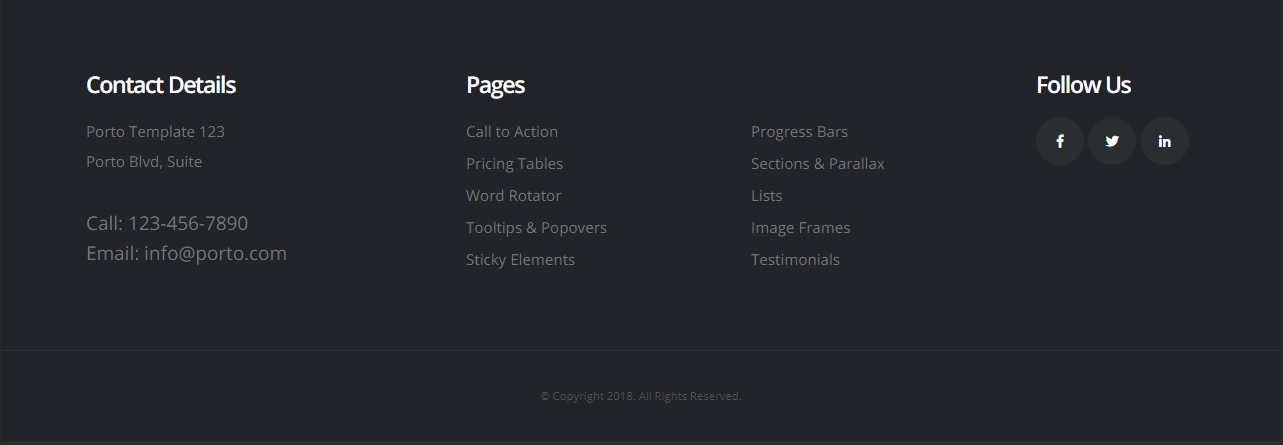 Contact Details
Porto Template 123
Porto Blvd, Suite
Call: 123-456-7890
Email: info@porto.com
Pages
Call to Action
Pricing Tables
Word Rotator
Tooltips & Popovers
Sticky Elements
Progress Bars
Sections & Parallax
Lists
Image Frames
Testimonials
Follow Us
© Copyright 2018. All Rights Reserved.